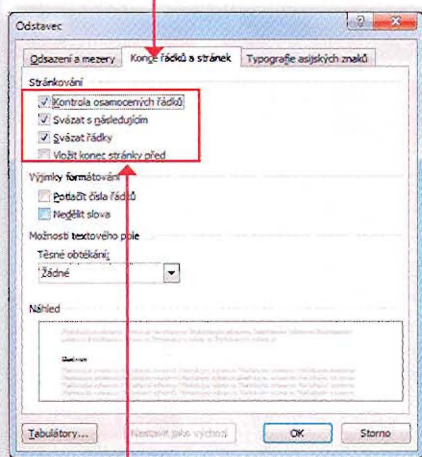 Odstavec
Odsazení a mezery
Konce řádků a stránek
Typografie asijských znaků
Stránkování
Kontrola osamocených řádků
Svázat s následujícím
Svázat řádky
Vložit konec stránky před
Výjimky formátování
Potlačit čísla řádků
Nedělit slova
Možnosti textového pole
Těsné obtékání:
Žádné
Náhled
Tabulátory...
Nastavit jako výchozí
OK
Storno